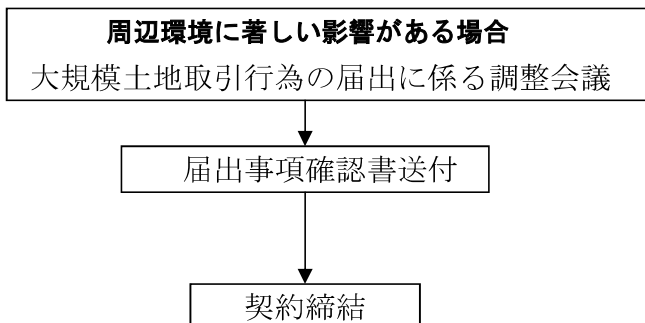 周辺環境に著しい影響がある場合
大規模土地取引行為の届出に係る調整会議
届出事項確認書送付
契約締結